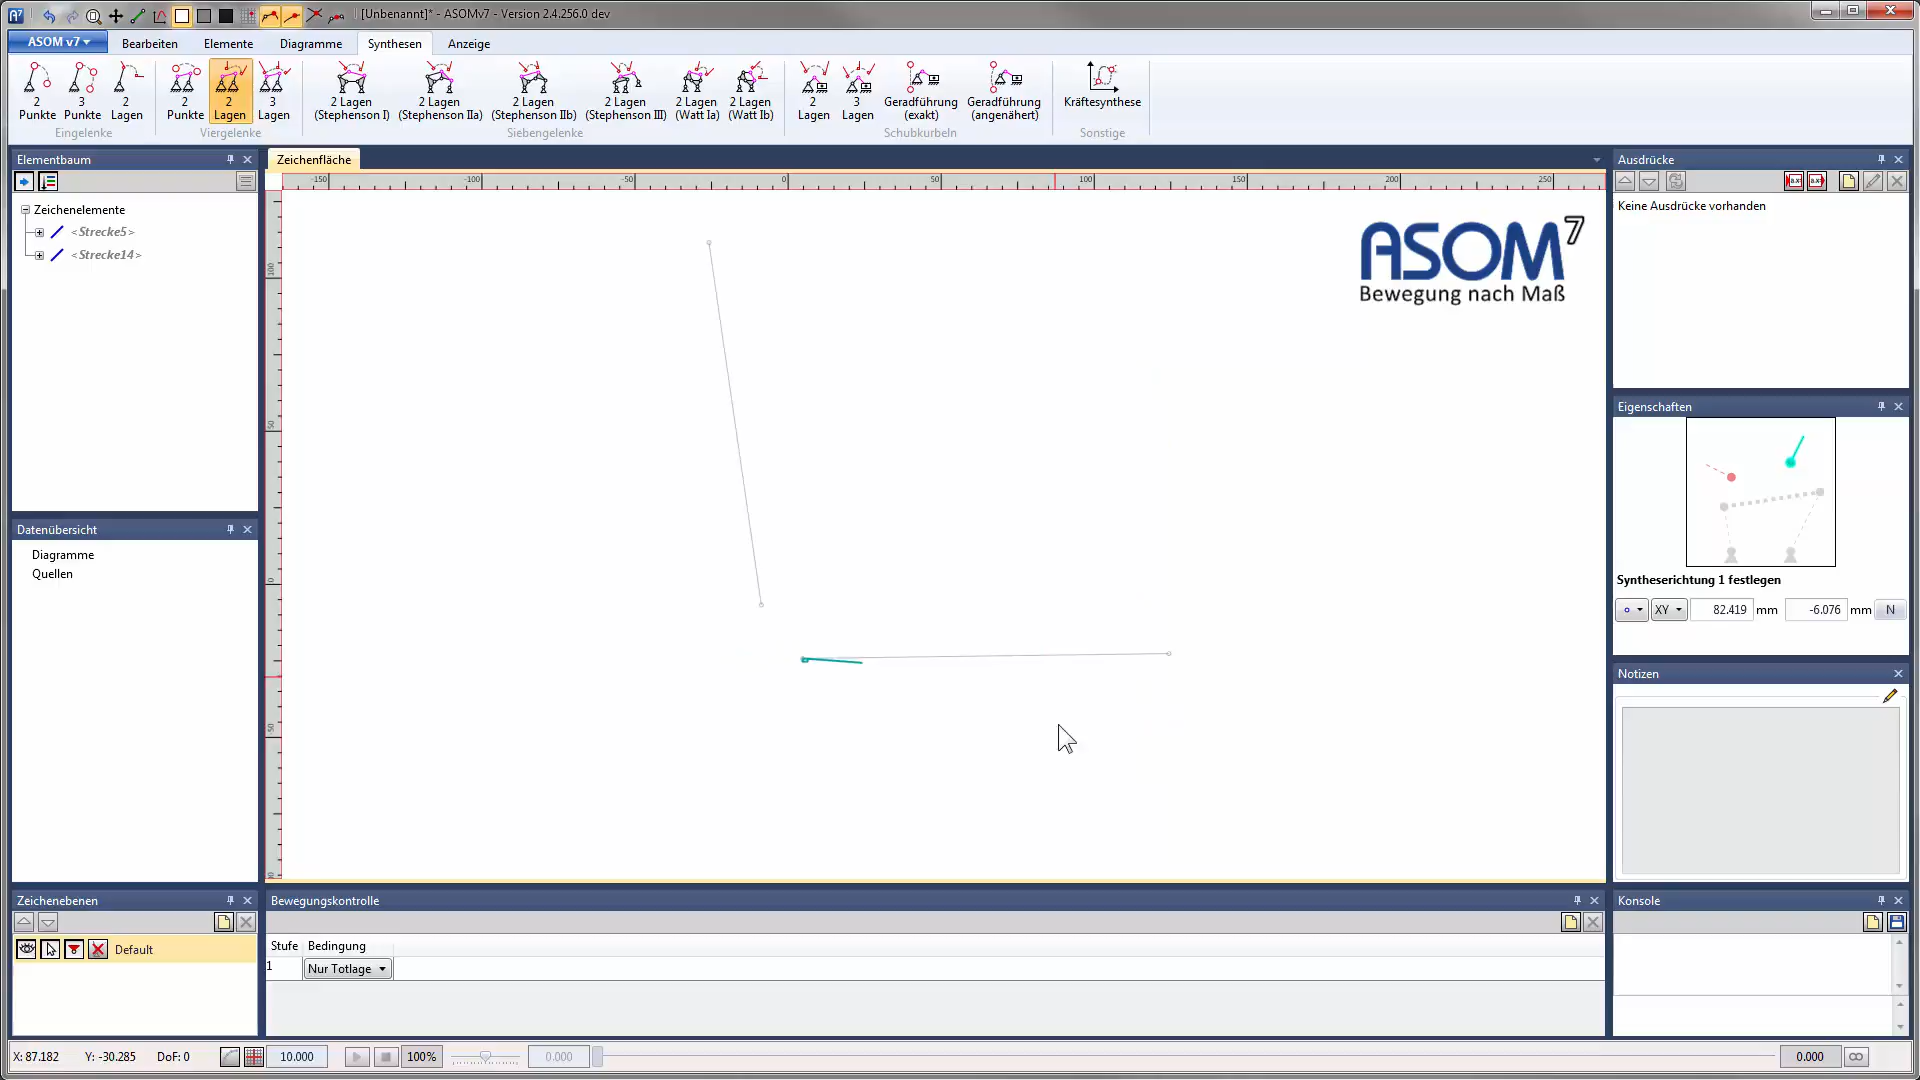 [Unbenannt]* - ASOMv7 - Version 2.4.256.0 dev
ASOM v7
Bearbeiten
Elemente
Diagramme
Synthesen
Anzeige
2 Punkte
3 Punkte
2 Lagen
Eingelenke
2 Punkte
2 Lagen
3 Lagen
Viergelenke
2 Lagen (Stephenson I)
2 Lagen (Stephenson IIa)
2 Lagen (Stephenson IIb)
2 Lagen (Stephenson III)
2 Lagen (Watt Ia)
2 Lagen (Watt Ib)
Siebengelenke
2 Lagen
3 Lagen
Geradführung (exakt)
Geradführung (angenähert)
Schubkurbeln
Kräftesynthese
Sonstige
Elementbaum
Zeichenelemente
<Strecke5>
<Strecke14>
Datenübersicht
Diagramme
Quellen
Zeichenebenen
Default
Zeichenfläche
-150 -100 -50 0 50 100 150 200 250
100
50
0
50
ASOM7
Bewegung nach Maß
Bewegungskontrolle
Stufe Bedingung
1 Nur Totlage
Ausdrücke
Keine Ausdrücke vorhanden
Eigenschaften
Syntheserichtung 1 festlegen
XY 82.419 mm -6.076 mm N
Notizen
Konsole
X: 87.182 Y: -30.285 DoF: 0 10.000 100% 0.000 0.000